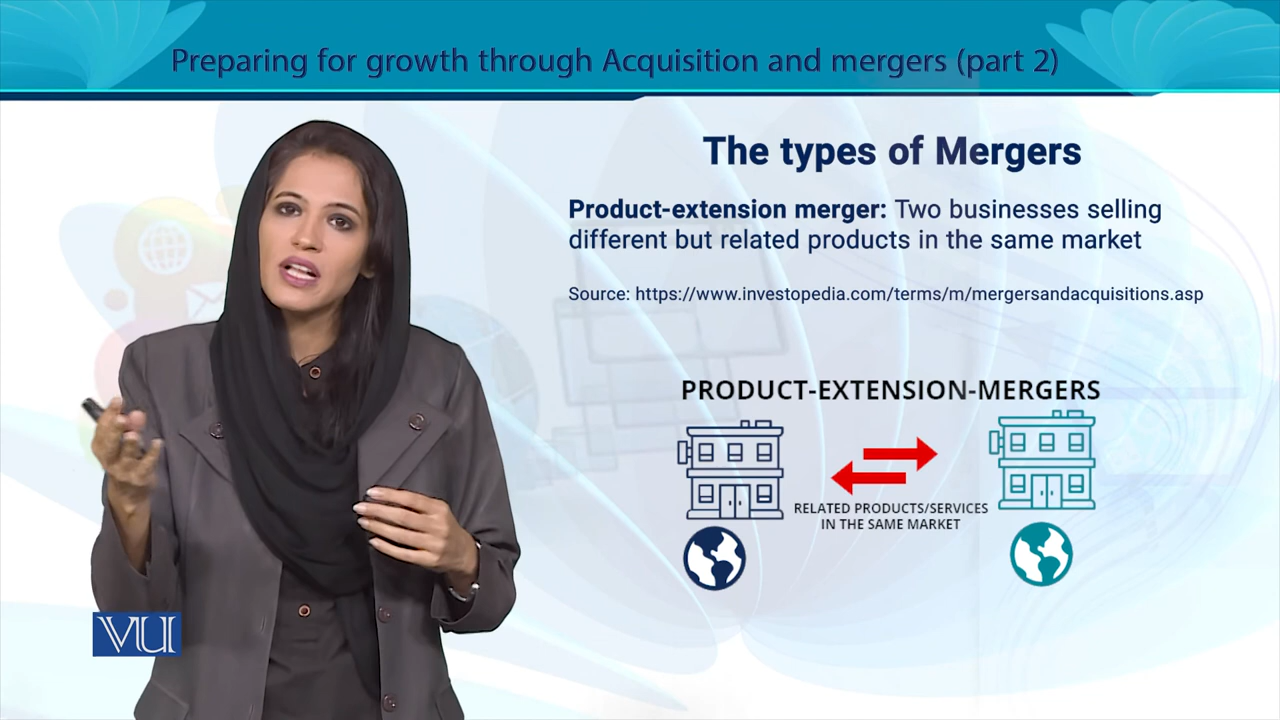 Preparing for growth through Acquisition and mergers (part 2)
The types of Mergers
Product-extension merger: Two businesses selling
different but related products in the same market
Source: https://www.investopedia.com/terms/m/mergersandacquisitions.asp
PRODUCT-EXTENSION-MERGERS
RELATED PRODUCTS/SERVICES
IN THE SAME MARKET
VU